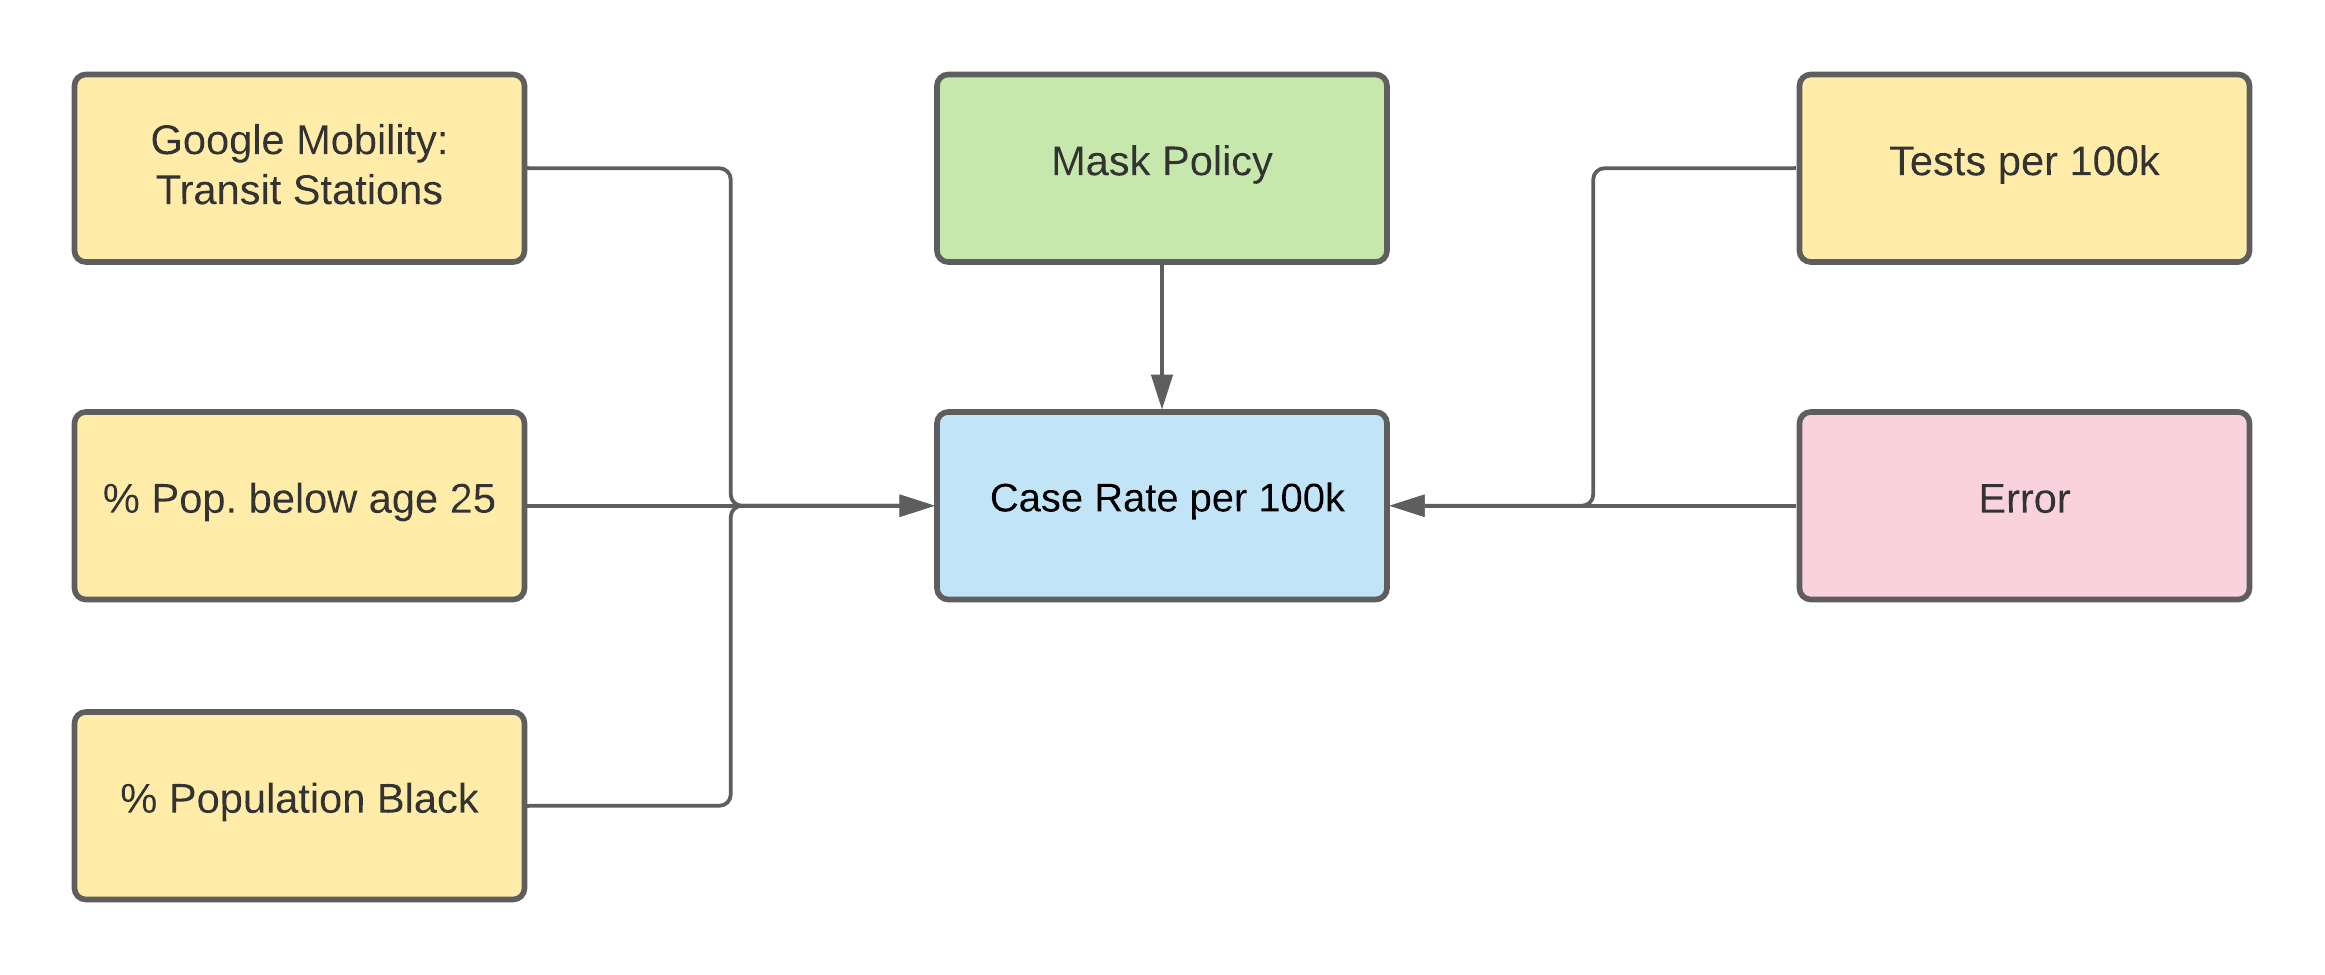 Google Mobility:
Transit Stations
Mask Policy
Tests per 100k
% Pop. below age 25
Case Rate per 100k
Error
% Population Black